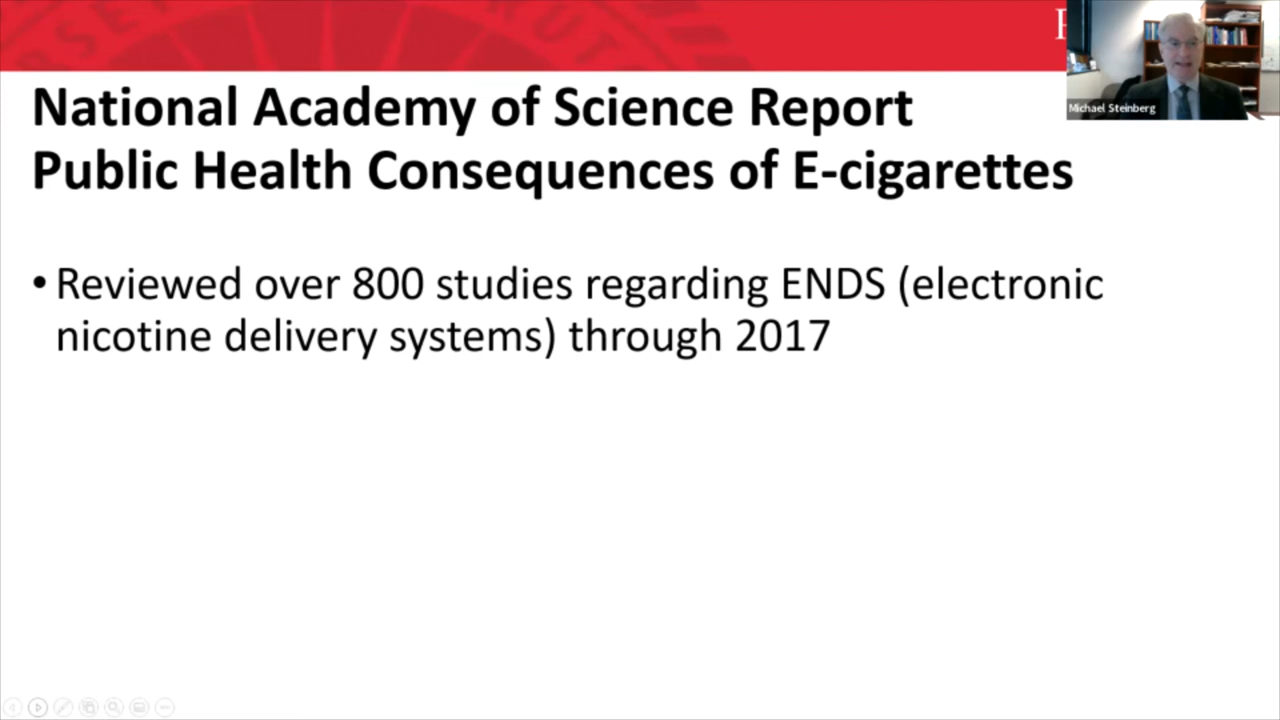 National Academy of Science Report
Public Health Consequences of E-cigarettes
• Reviewed over 800 studies regarding ENDS (electronic
nicotine delivery systems) through 2017
Michael Steinberg